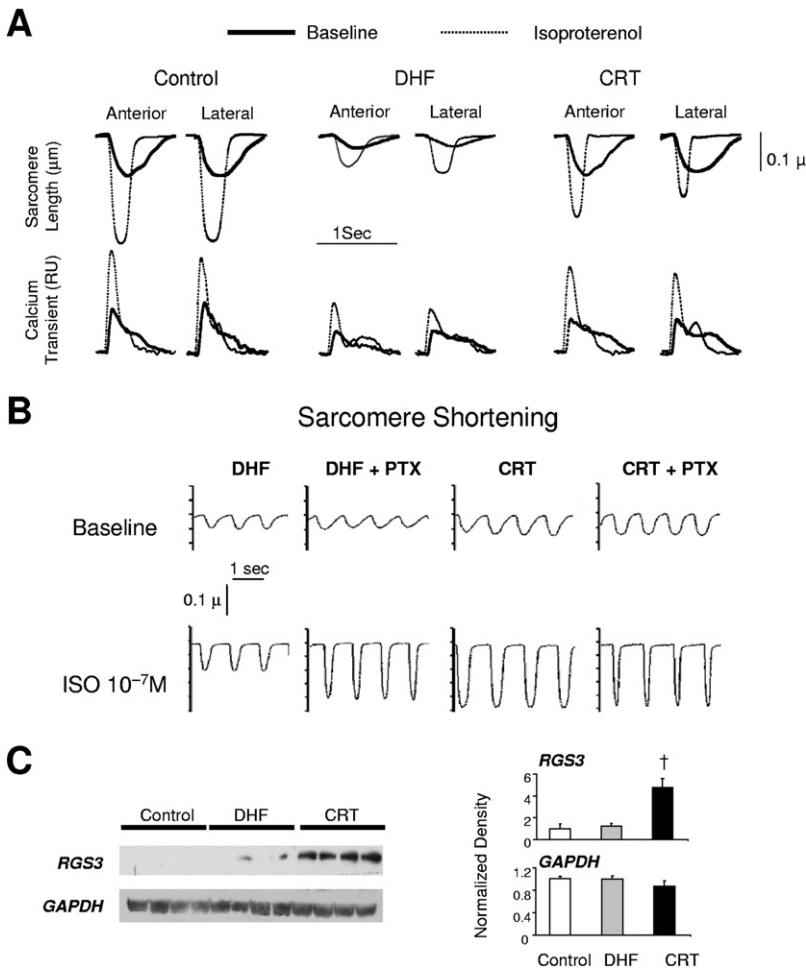 A
Baseline
Isoproterenol
Control
DHF
CRT
Anterior
Lateral
Anterior
Lateral
Anterior
Lateral
Sarcomere
Length (μm)
0.1 μ
1Sec
Calcium
Transient (RU)
B
Sarcomere Shortening
DHF
DHF + PTX
CRT
CRT + PTX
Baseline
1 sec
0.1 μ
ISO 10⁻⁷M
C
Control
DHF
CRT
RGS3
GAPDH
Normalized Density
RGS3
†
6
4
2
0
GAPDH
1.2
0.8
0.4
0
Control
DHF
CRT